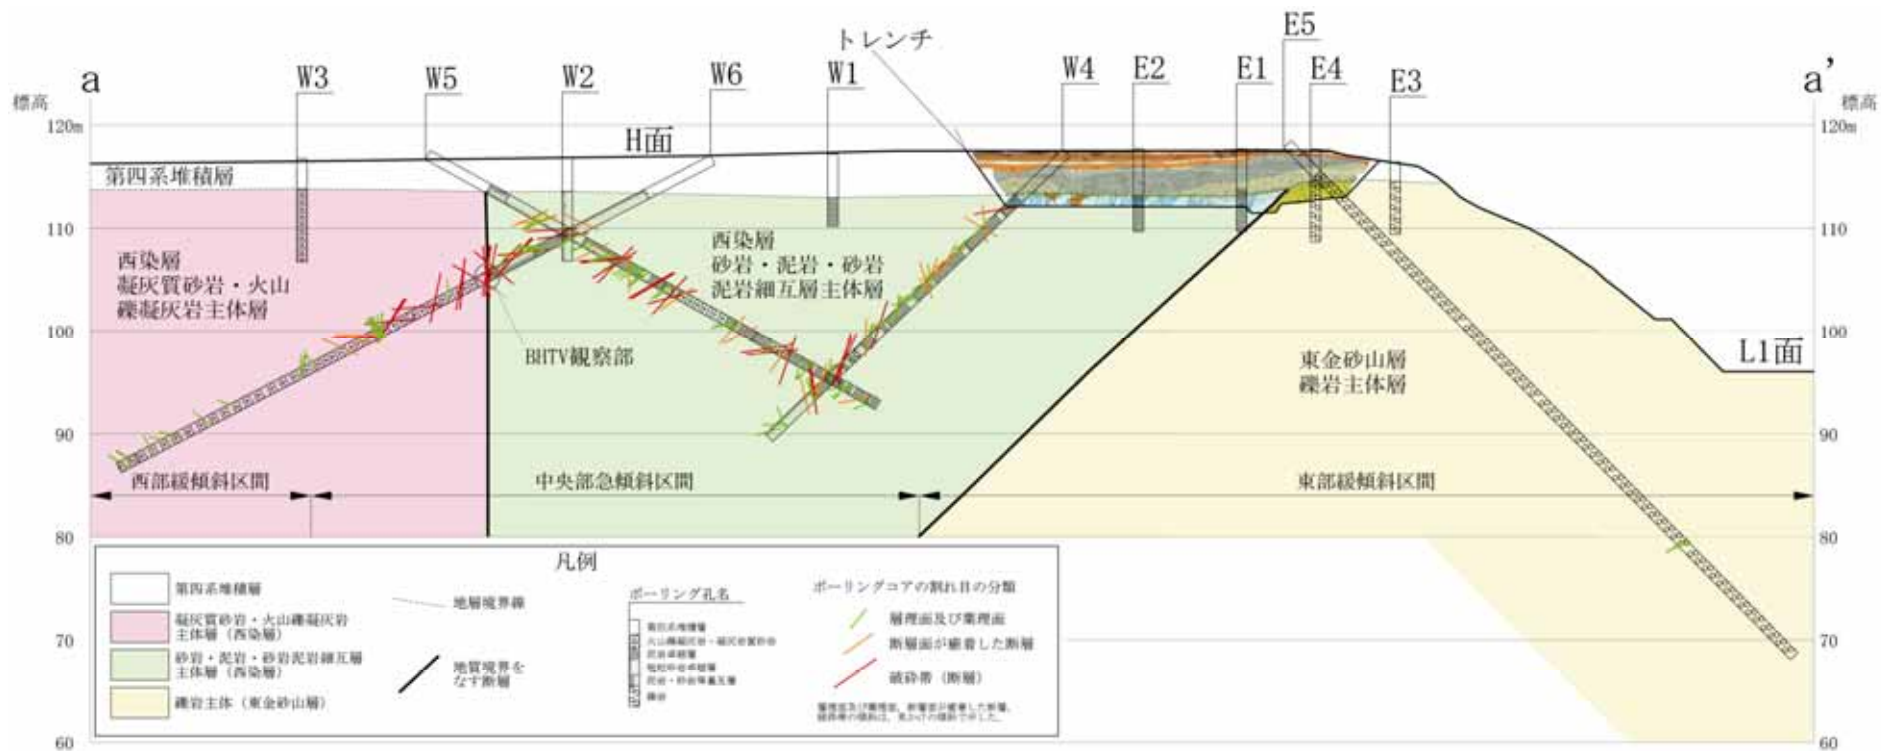 トレンチ
E5
a
W3
W5
W2
W6
W1
W4
E2
E1
E4
E3
a'
標高
標高
120m
120m
H面
第四系堆積層
110
110
西染層
凝灰質砂岩・火山
礫凝灰岩主体層
西染層
砂岩・泥岩・砂岩
泥岩細互層主体層
100
100
BHTV観察部
東金砂山層
礫岩主体層
L1面
90
90
西部緩傾斜区間
中央部急傾斜区間
東部緩傾斜区間
80
80
凡例
第四系堆積層
凝灰質砂岩・火山礫凝灰岩
主体層（西染層）
砂岩・泥岩・砂岩泥岩細互層
主体層（西染層）
礫岩主体（東金砂山層）
地層境界線
地質境界を
なす断層
ボーリング孔名
第四系堆積層
礫岩
ボーリングコアの割れ目の分類
層理面及び葉理面
断層面が癒着した断層
破砕帯（断層）
70
70
60
60